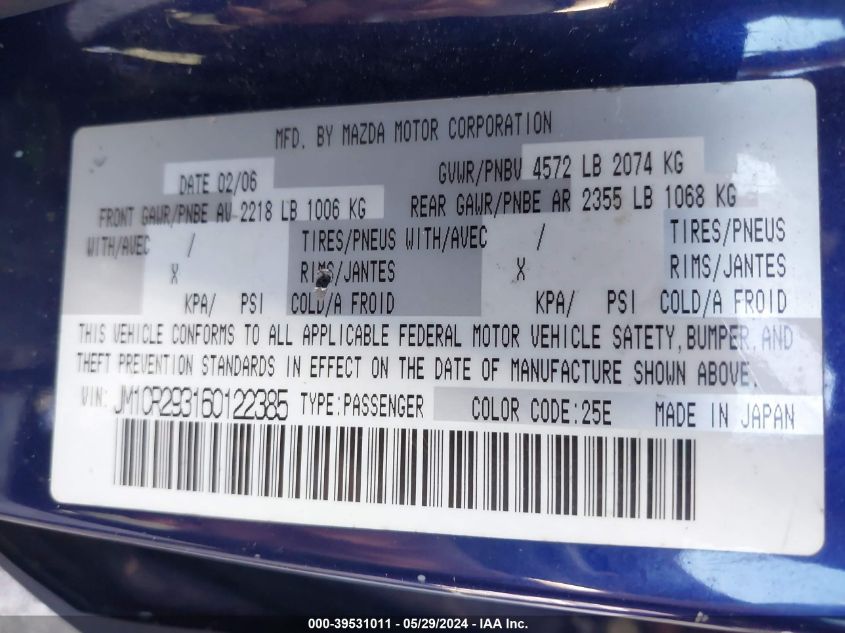 MFD. BY MAZDA MOTOR CORPORATION
DATE 02/06 GVWR/PNBV 4572 LB 2074 KG
FRONT GAWR/PNBE AV 2218 LB 1006 KG REAR GAWR/PNBE AR 2355 LB 1068 KG
WITH/AVEC / TIRES/PNEUS WITH/AVEC / TIRES/PNEUS
X RIMS/JANTES X RIMS/JANTES
KPA/ PSI COLD/A FROID KPA/ PSI COLD/A FROID
THIS VEHICLE CONFORMS TO ALL APPLICABLE FEDERAL MOTOR VEHICLE SATETY, BUMPER, AND
THEFT PREVENTION STANDARDS IN EFFECT ON THE DATE OF MANUFACTURE SHOWN ABOVE.
VIN: JM1CR293160122385 TYPE:PASSENGER COLOR CODE:25E MADE IN JAPAN
000-39531011 - 05/29/2024 - IAAI.com